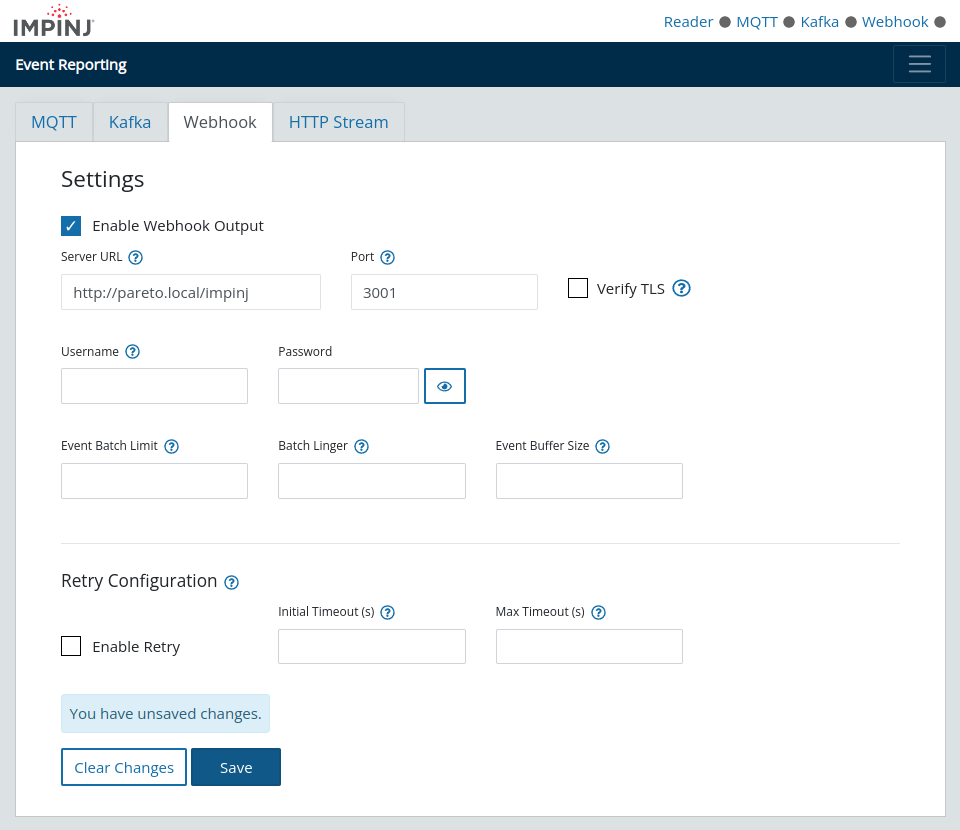 IMPINJ
Reader MQTT Kafka Webhook
Event Reporting
MQTT Kafka Webhook HTTP Stream
Settings
Enable Webhook Output
Server URL ? Port ?
http://pareto.local/impinj 3001 Verify TLS ?
Username ? Password
Event Batch Limit ? Batch Linger ? Event Buffer Size ?
Retry Configuration ?
Initial Timeout (s) ? Max Timeout (s) ?
Enable Retry
You have unsaved changes.
Clear Changes Save